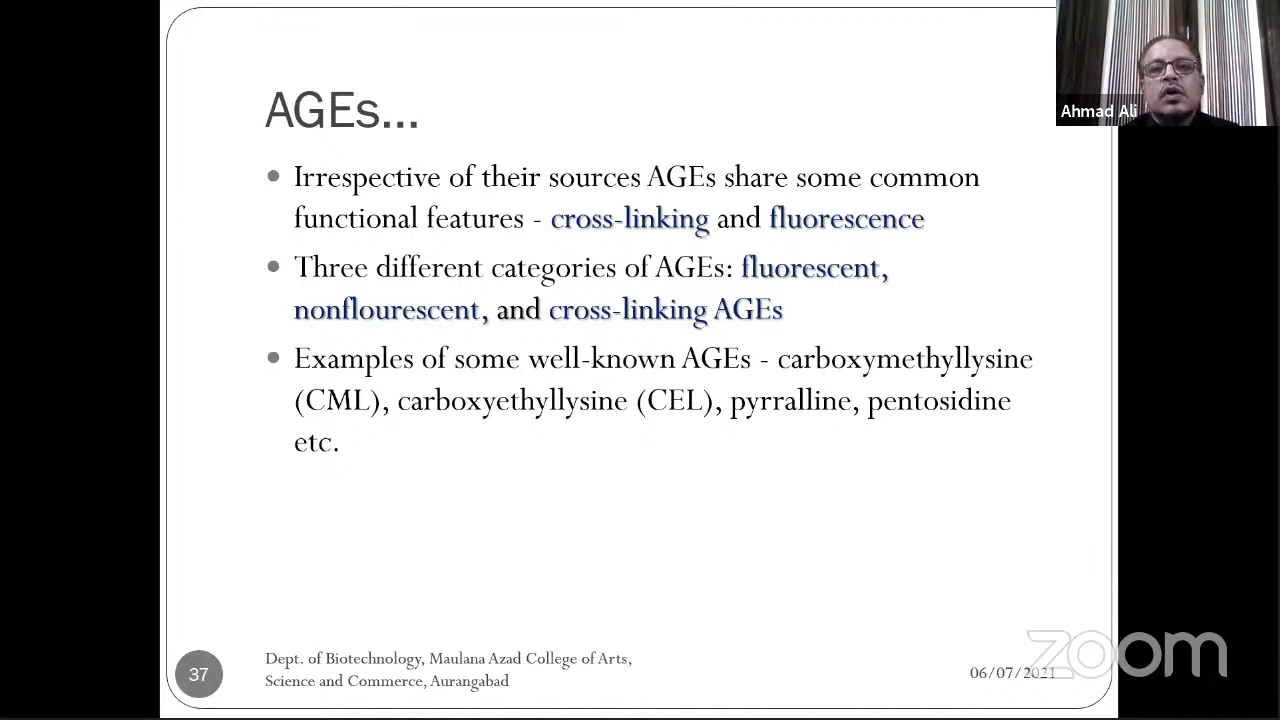 AGEs...
Ahmad Ali
• Irrespective of their sources AGEs share some common
functional features - cross-linking and fluorescence
• Three different categories of AGEs: fluorescent,
nonflourescent, and cross-linking AGEs
• Examples of some well-known AGEs - carboxymethyllysine
(CML), carboxyethyllysine (CEL), pyrralline, pentosidine
etc.
37
Dept. of Biotechnology, Maulana Azad College of Arts,
Science and Commerce, Aurangabad
06/07/2021
zoom